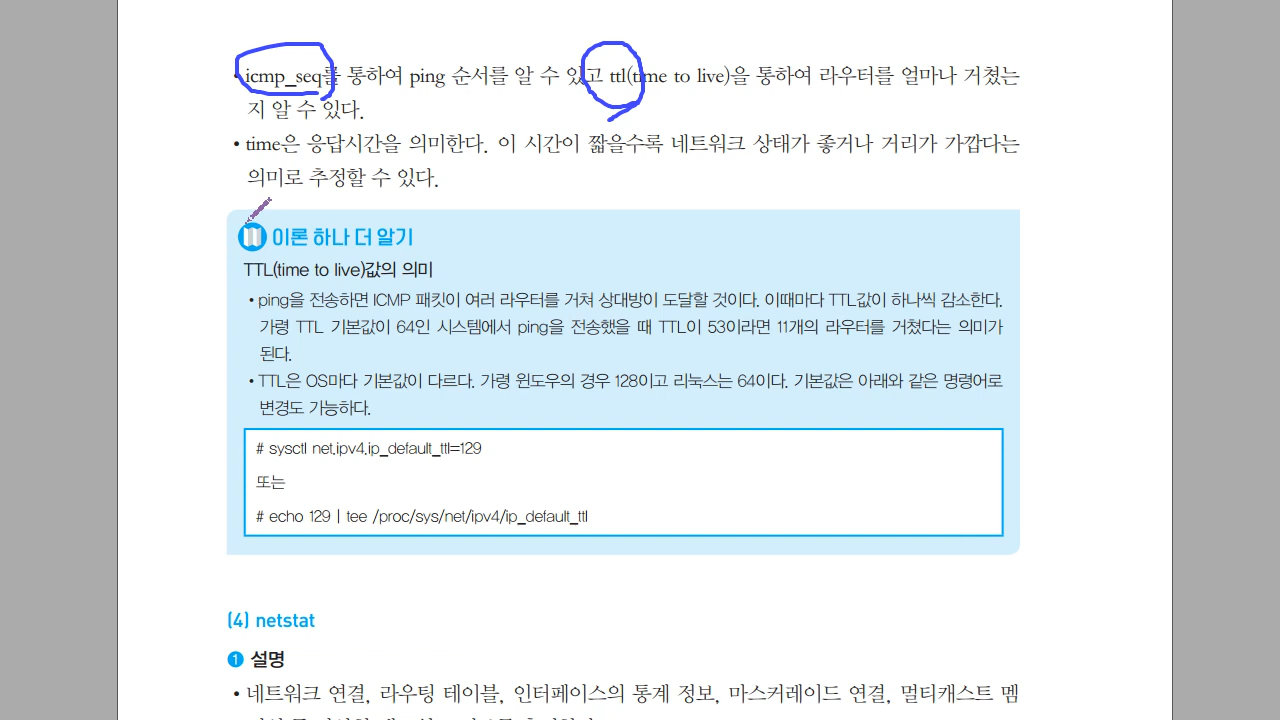 • icmp_seq를 통하여 ping 순서를 알 수 있고 ttl(time to live)을 통하여 라우터를 얼마나 거쳤는
지 알 수 있다.
• time은 응답시간을 의미한다. 이 시간이 짧을수록 네트워크 상태가 좋거나 거리가 가깝다는
의미로 추정할 수 있다.
이론 하나 더 알기
TTL(time to live)값의 의미
• ping을 전송하면 ICMP 패킷이 여러 라우터를 거쳐 상대방이 도달할 것이다. 이때마다 TTL값이 하나씩 감소한다.
가령 TTL 기본값이 64인 시스템에서 ping을 전송했을 때 TTL이 53이라면 11개의 라우터를 거쳤다는 의미가
된다.
• TTL은 OS마다 기본값이 다르다. 가령 윈도우의 경우 128이고 리눅스는 64이다. 기본값은 아래와 같은 명령어로
변경도 가능하다.
# sysctl net.ipv4.ip_default_ttl=129
또는
# echo 129 | tee /proc/sys/net/ipv4/ip_default_ttl
(4) netstat
1 설명
• 네트워크 연결, 라우팅 테이블, 인터페이스의 통계 정보, 마스커레이드 연결, 멀티캐스트 멤